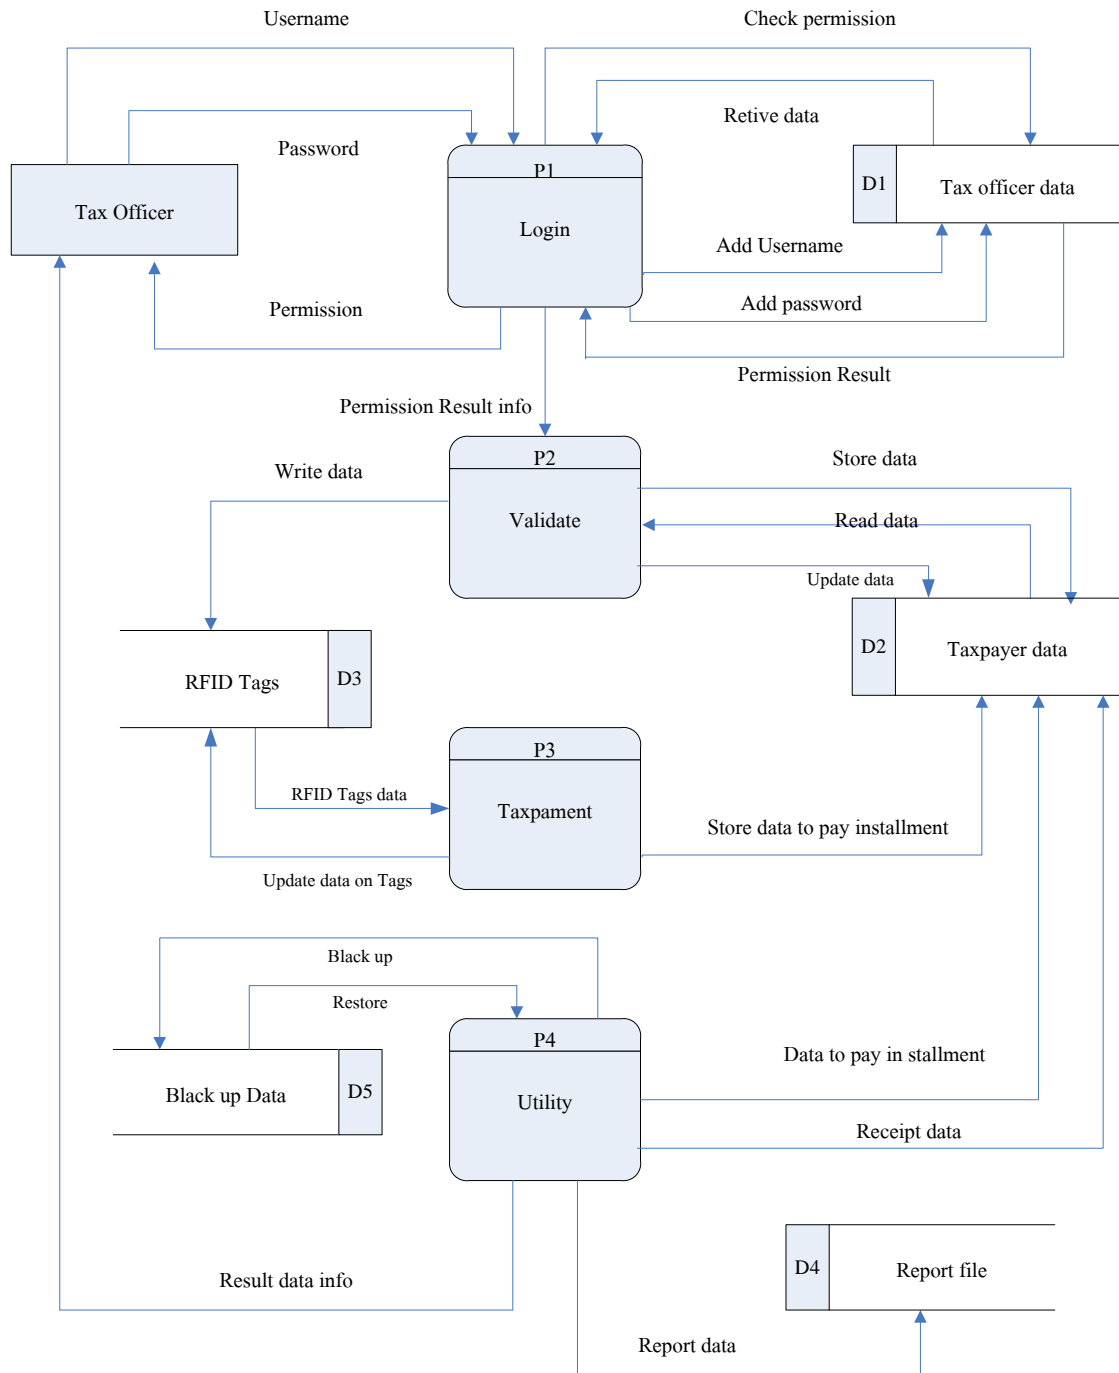 Username
Check permission
Retive data
Password
P1
D1
Tax officer data
Tax Officer
Login
Add Username
Permission
Add password
Permission Result
Permission Result info
P2
Store data
Write data
Validate
Read data
Update data
D2
Taxpayer data
RFID Tags
D3
P3
RFID Tags data
Taxpament
Store data to pay installment
Update data on Tags
Black up
Restore
P4
Data to pay in stallment
Black up Data
D5
Utility
Receipt data
D4
Report file
Result data info
Report data